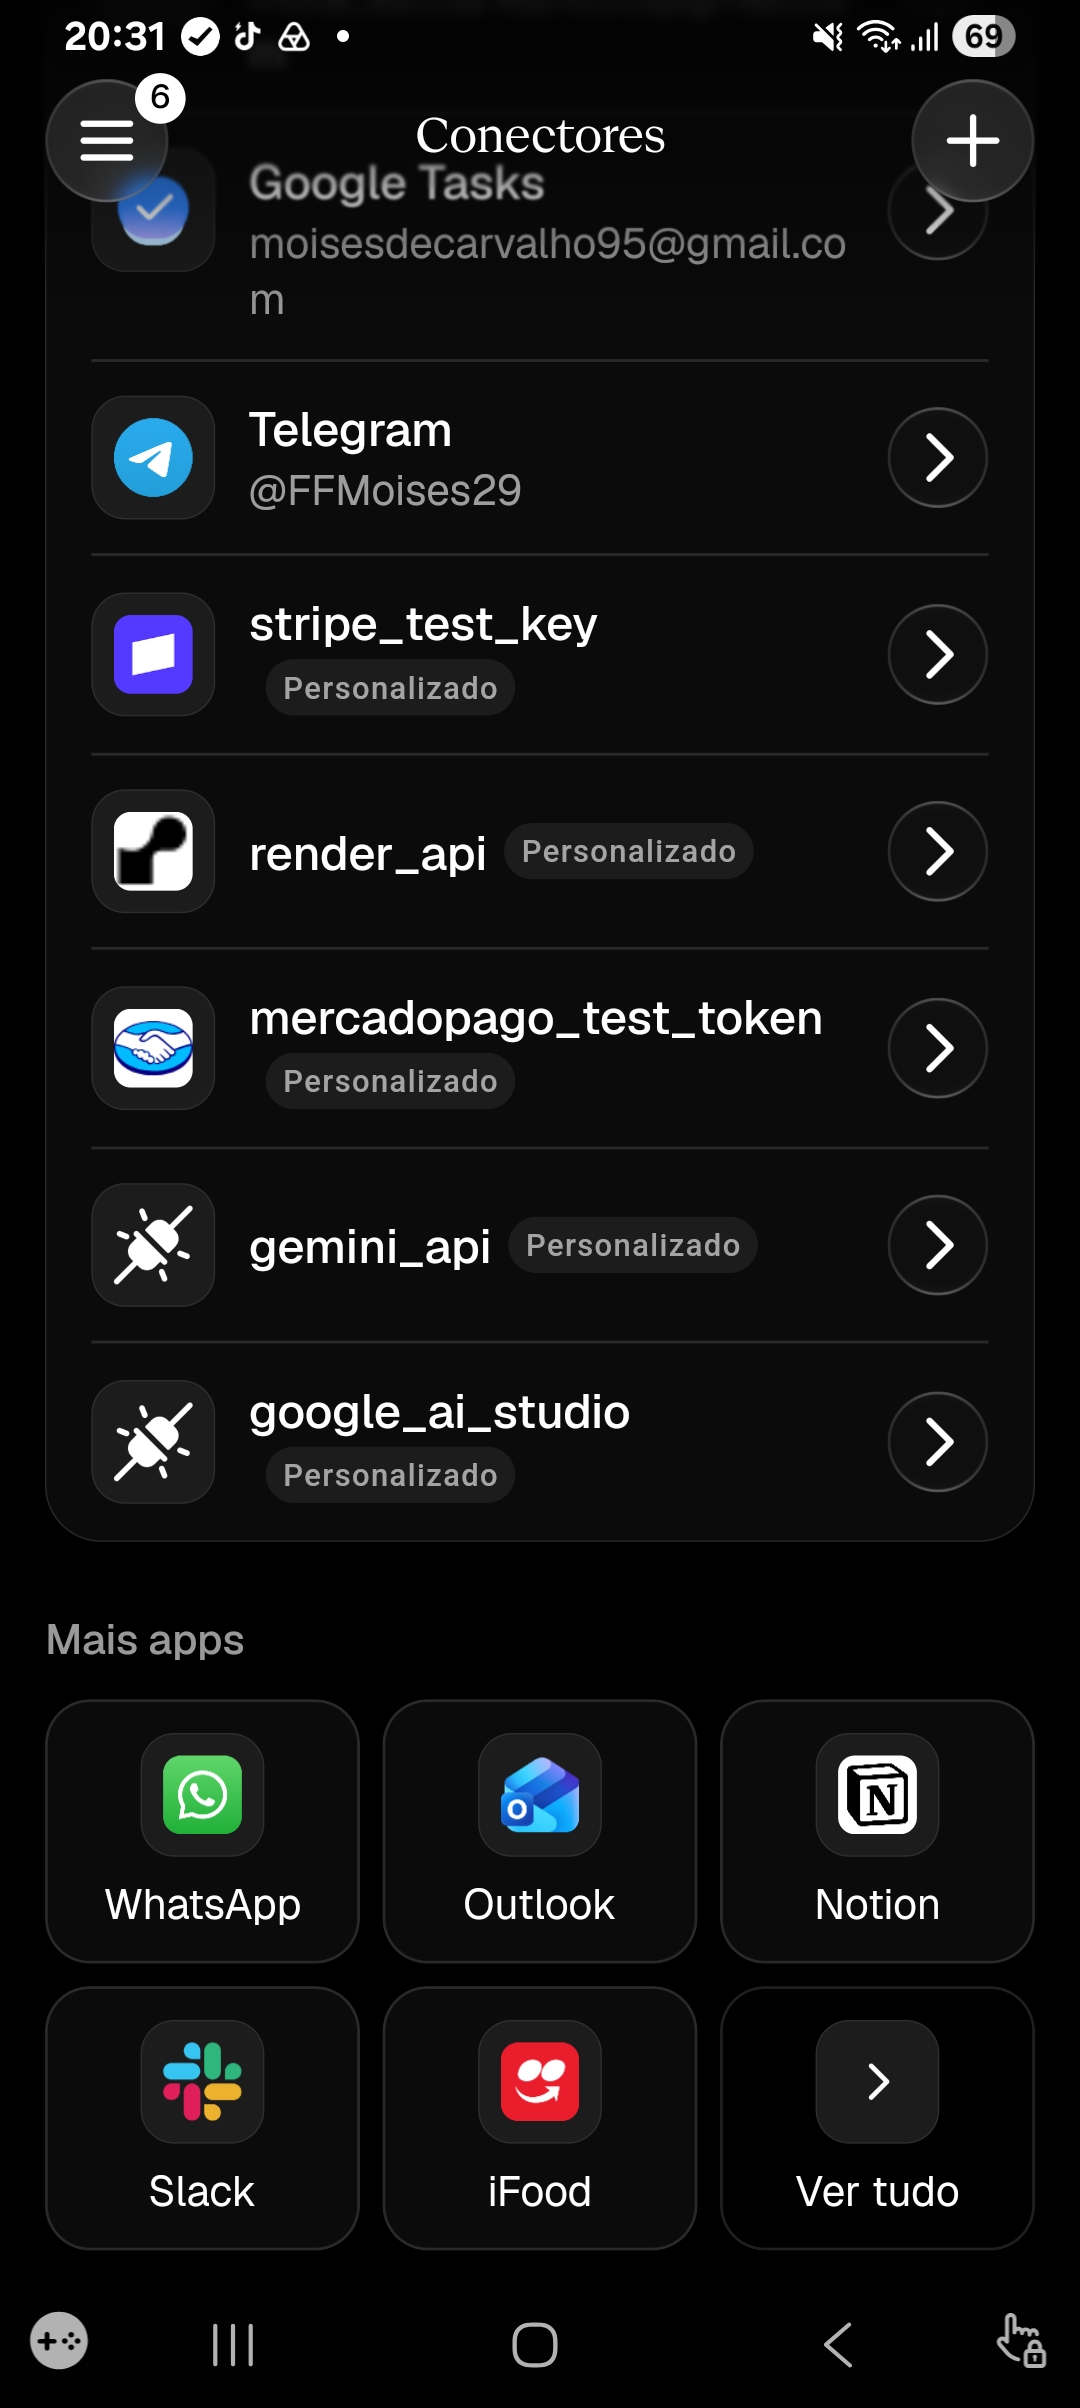 20:31
69
6
Conectores
Google Tasks
moisesdecarvalho95@gmail.co
m
Telegram
@FFMoises29
stripe_test_key
Personalizado
render_api Personalizado
mercadopago_test_token
Personalizado
gemini_api Personalizado
google_ai_studio
Personalizado
Mais apps
WhatsApp
Outlook
Notion
Slack
iFood
Ver tudo